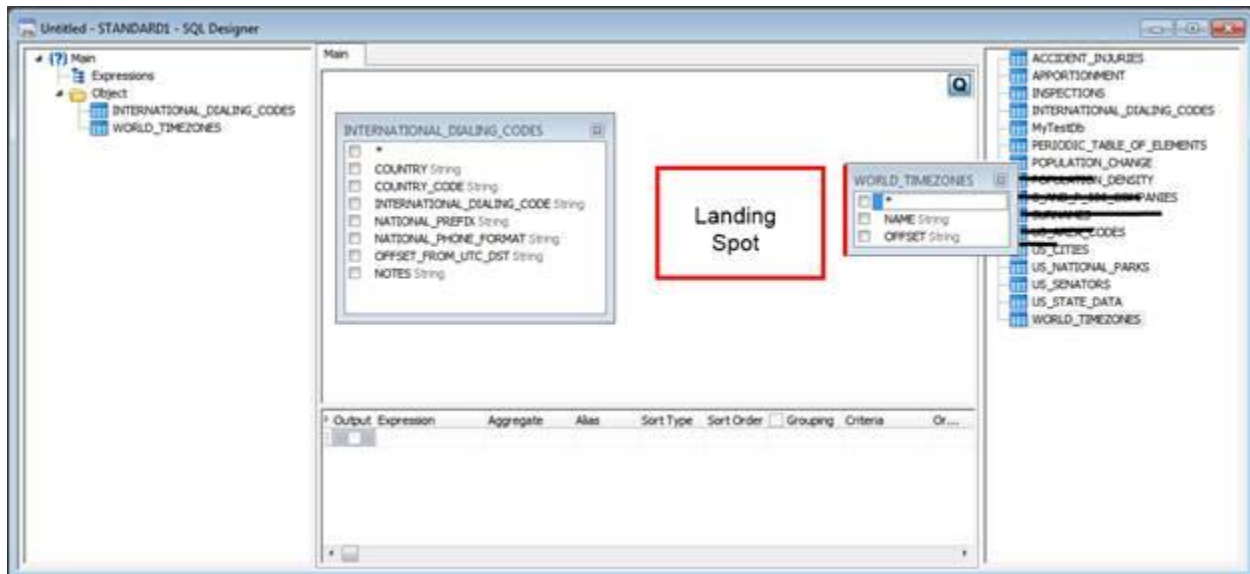 Untitled - STANDARD1 - SQL Designer
Main
Expressions
Object
INTERNATIONAL_DIALING_CODES
WORLD_TIMEZONES
Main
Q
INTERNATIONAL_DIALING_CODES
*
COUNTRY String
COUNTRY_CODE String
INTERNATIONAL_DIALING_CODE String
NATIONAL_PREFIX String
NATIONAL_PHONE_FORMAT String
OFFSET_FROM_UTC_DST String
NOTES String
Landing
Spot
WORLD_TIMEZONES
*
NAME String
OFFSET String
Output Expression Aggregate Alias Sort Type Sort Order Grouping Criteria Or...
ACCIDENT_INJURIES
APPORTIONMENT
INSPECTIONS
INTERNATIONAL_DIALING_CODES
MyTestDb
PERIODIC_TABLE_OF_ELEMENTS
POPULATION_CHANGE
POPULATION_DENSITY
US_CITIES
US_NATIONAL_PARKS
US_SENATORS
US_STATE_DATA
WORLD_TIMEZONES